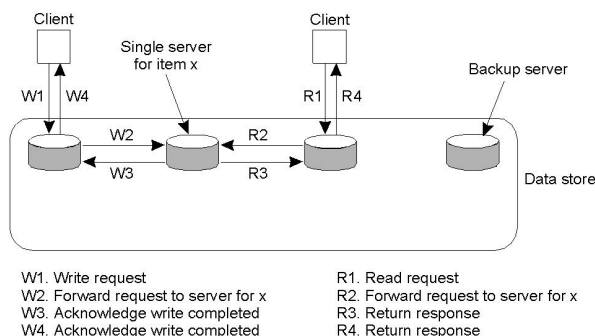 Client
Client
Single server
for item x
Backup server
W1
W4
R1
R4
W2
R2
W3
R3
Data store
W1. Write request
W2. Forward request to server for x
W3. Acknowledge write completed
W4. Acknowledge write completed
R1. Read request
R2. Forward request to server for x
R3. Return response
R4. Return response